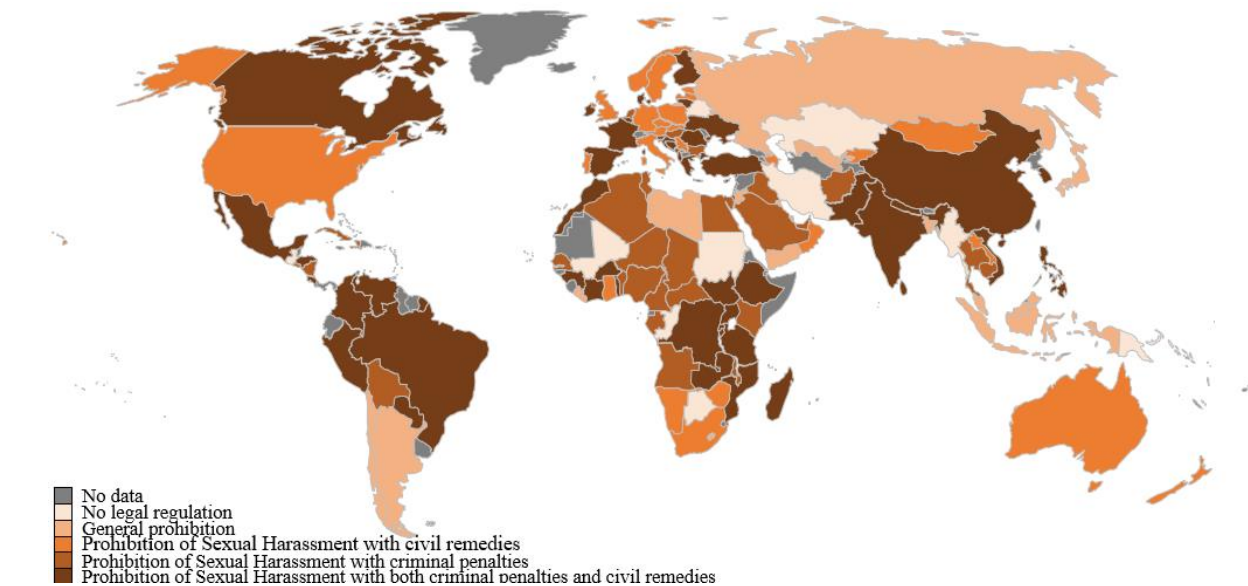 No data
No legal regulation
General prohibition
Prohibition of Sexual Harassment with civil remedies
Prohibition of Sexual Harassment with criminal penalties
Prohibition of Sexual Harassment with both criminal penalties and civil remedies